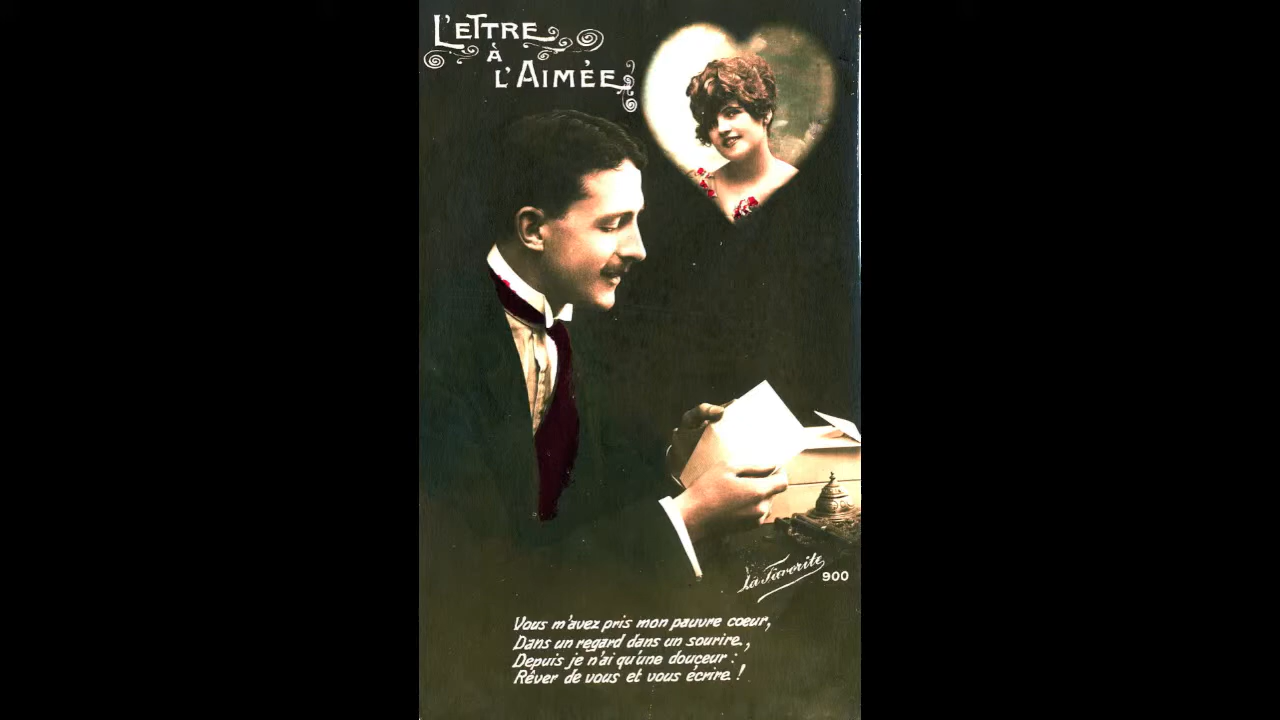 L'ETTRE
À
L'AIMÉE
La Favorite
900
Vous m'avez pris mon pauvre coeur,
Dans un regard dans un sourire.,
Depuis je n'ai qu'une douceur :
Rêver de vous et vous écrire. !